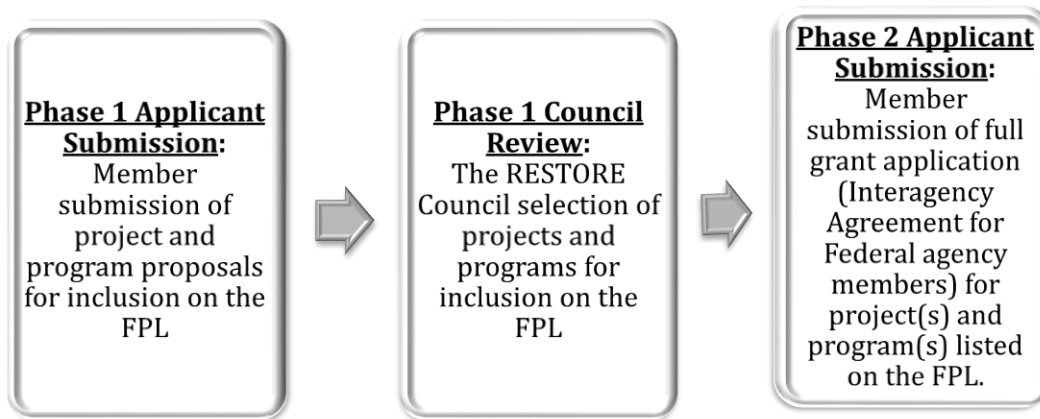 Phase 1 Applicant
Submission:
Member
submission of
project and
program proposals
for inclusion on the
FPL
Phase 1 Council
Review:
The RESTORE
Council selection of
projects and
programs for
inclusion on the
FPL
Phase 2 Applicant
Submission:
Member
submission of full
grant application
(Interagency
Agreement for
Federal agency
members) for
project(s) and
program(s) listed
on the FPL.